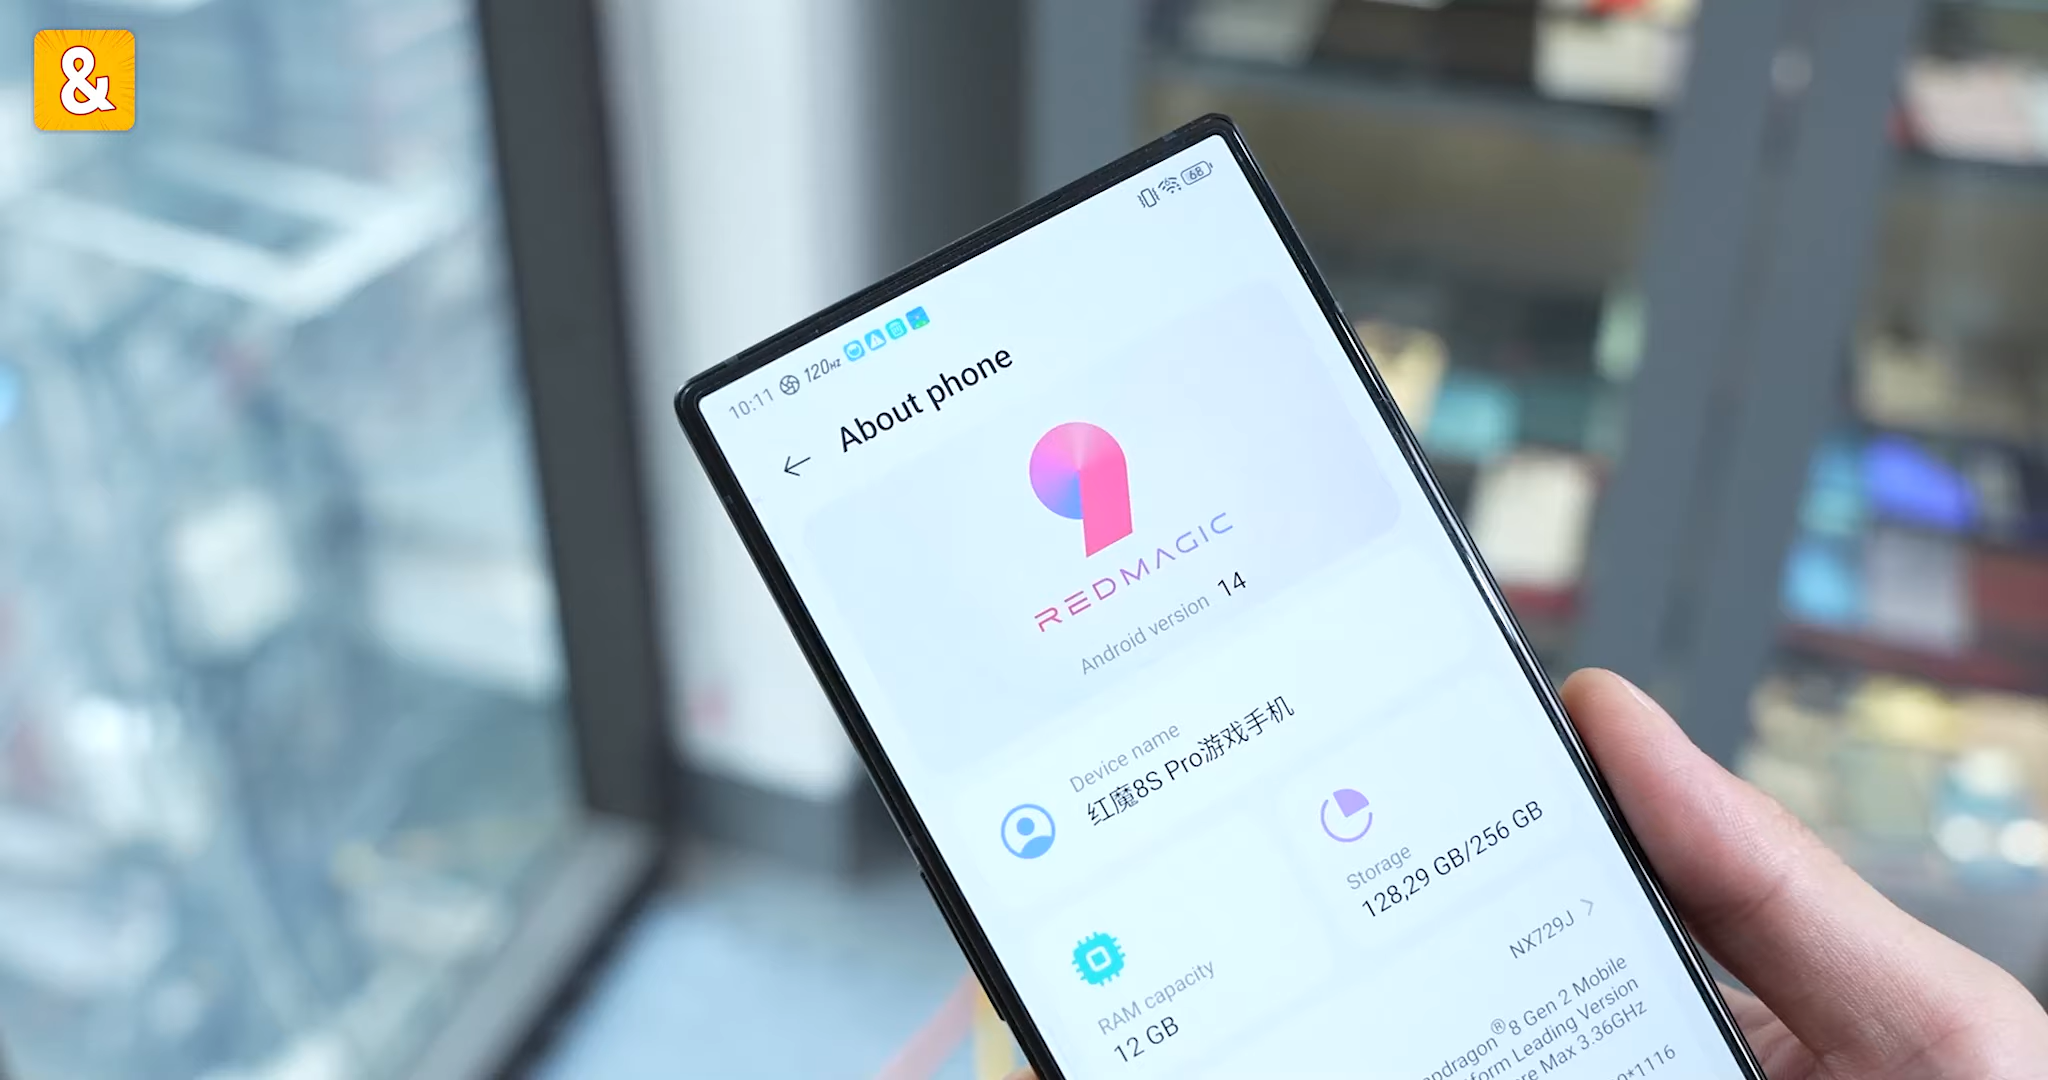 &
10:11 120HZ
68
About phone
REDMAGIC
Android version 14
Device name
红魔8S Pro游戏手机
Storage
128,29 GB/256 GB
RAM capacity
12 GB
NX729J
8 Gen 2 Mobile
Leading Version
Max 3.36GHz